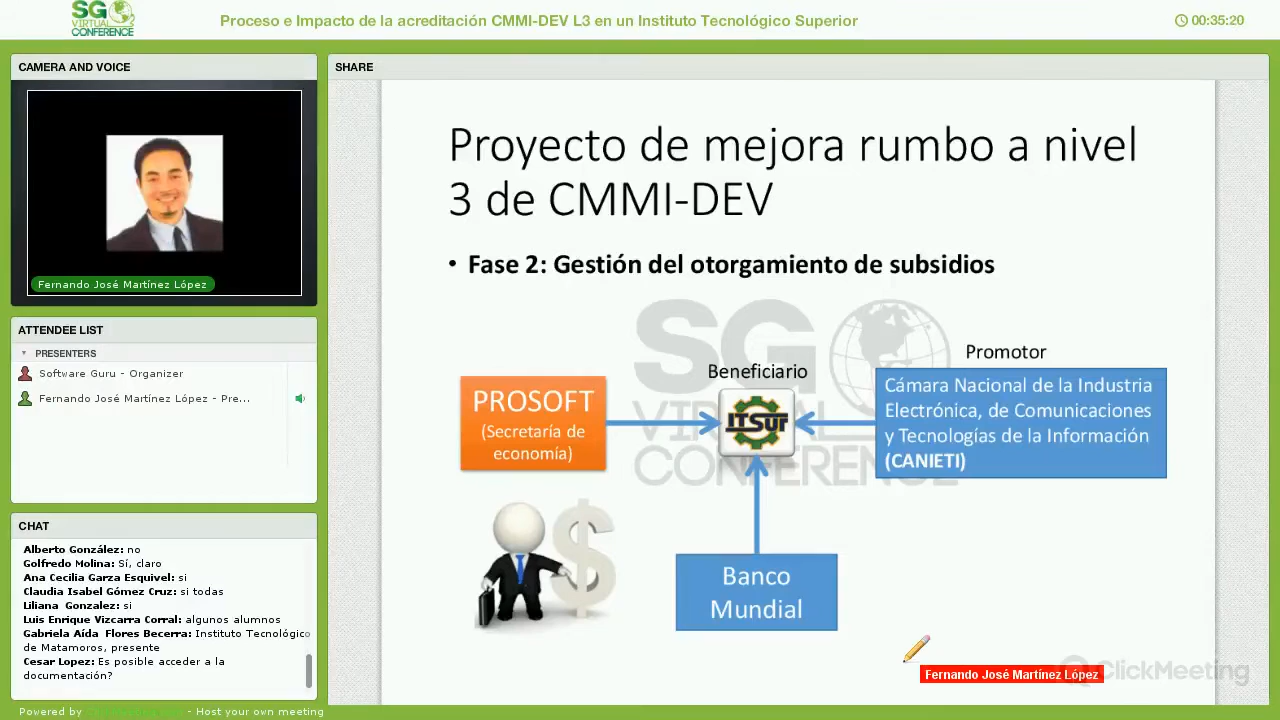 SG
VIRTUAL
CONFERENCE
Proceso e Impacto de la acreditación CMMI-DEV L3 en un Instituto Tecnológico Superior
00:35:20
CAMERA AND VOICE
Fernando José Martínez López
ATTENDEE LIST
PRESENTERS
Software Guru - Organizer
Fernando José Martínez López - Pre...
CHAT
Alberto González: no
Golfredo Molina: Sí, claro
Ana Cecilia Garza Esquivel: si
Claudia Isabel Gómez Cruz: si todas
Liliana Gonzalez: si
Luis Enrique Vizcarra Corral: algunos alumnos
Gabriela Aída Flores Becerra: Instituto Tecnológico
de Matamoros, presente
Cesar Lopez: Es posible acceder a la
documentación?
Powered by - Host your own meeting
SHARE
Proyecto de mejora rumbo a nivel
3 de CMMI-DEV
• Fase 2: Gestión del otorgamiento de subsidios
SG
VIRTUAL
CONFERENCE
PROSOFT
(Secretaría de
economía)
Beneficiario
ITSur
Promotor
Cámara Nacional de la Industria
Electrónica, de Comunicaciones
y Tecnologías de la Información
(CANIETI)
$
Banco
Mundial
Fernando José Martínez López
ClickMeeting